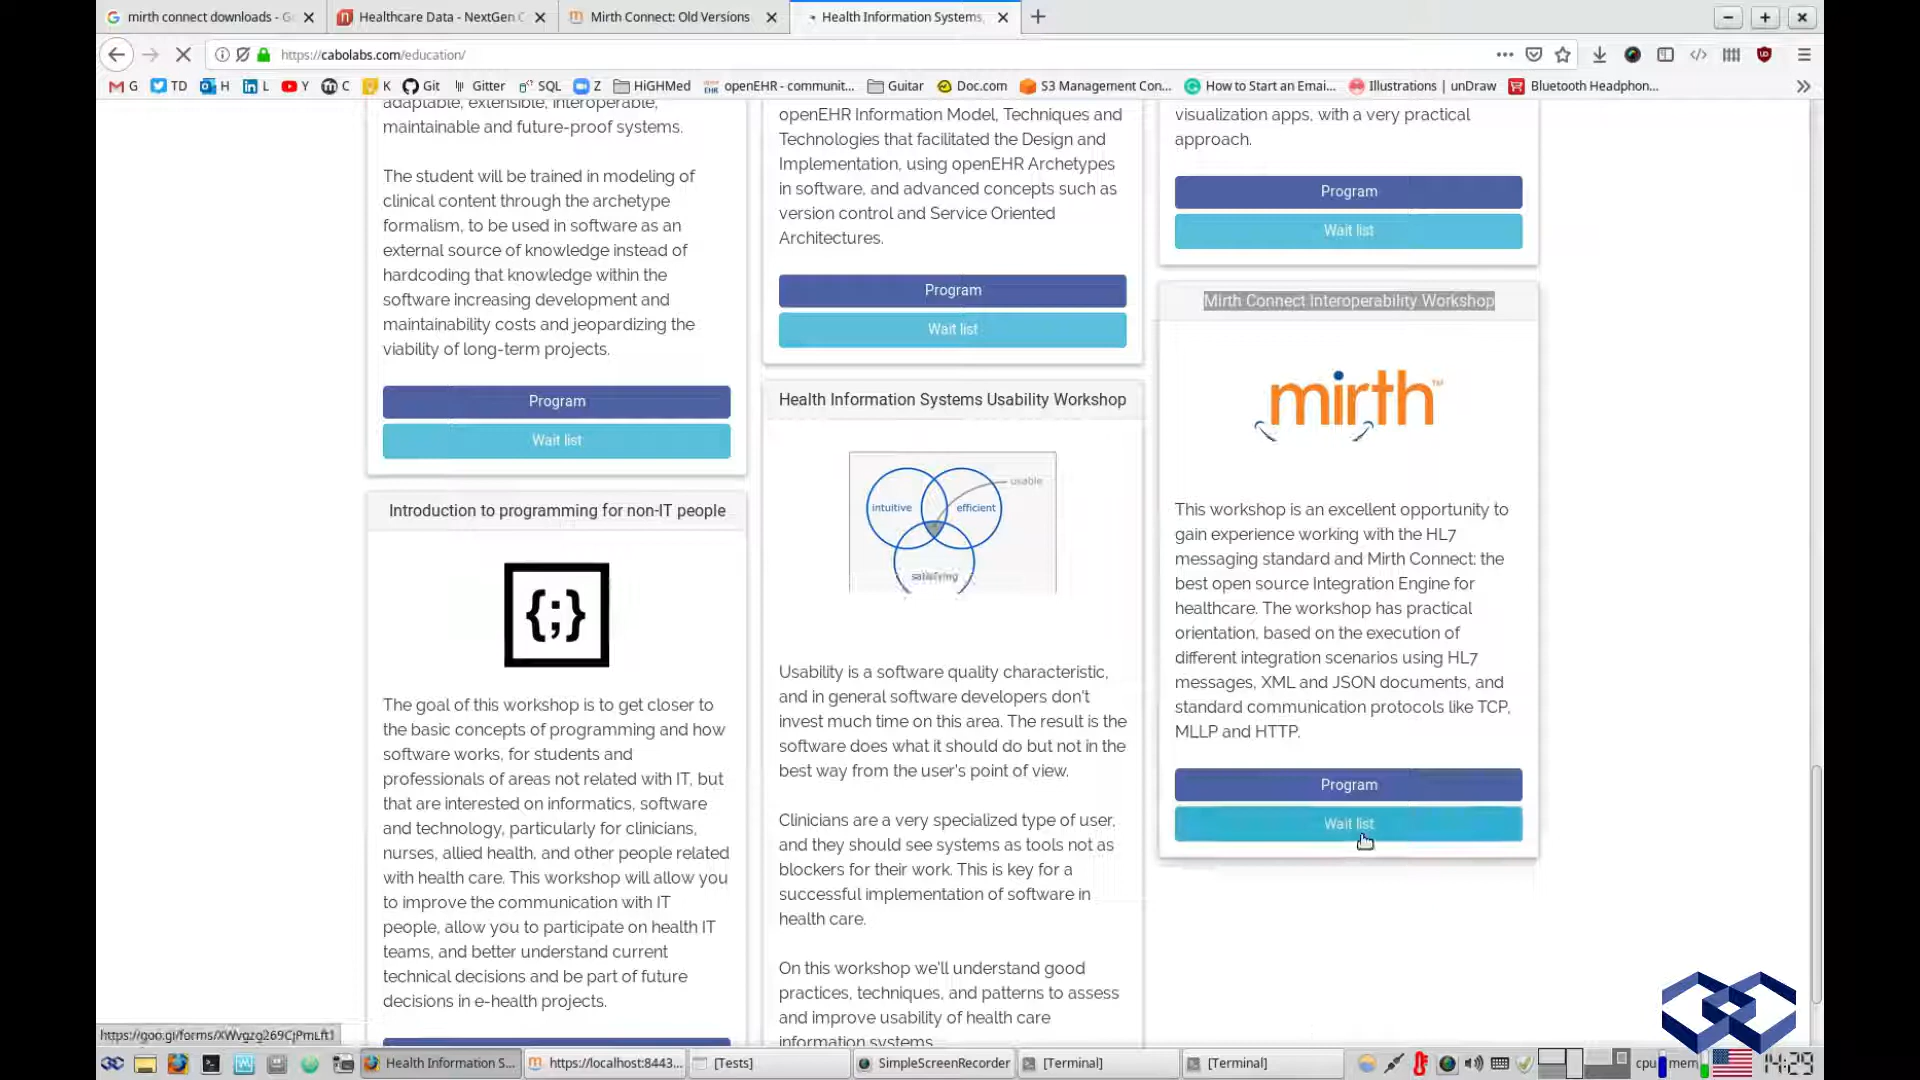 mirth connect downloads - G
Healthcare Data - NextGen
Mirth Connect: Old Versions
Health Information Systems,
https://cabolabs.com/education/
G
TD
H
L
Y
C
K
Git
Gitter
SQL
Z
HiGHMed
openEHR - communit...
Guitar
Doc.com
S3 Management Con...
How to Start an Emai...
Illustrations | unDraw
Bluetooth Headphon...
adaptable, extensible, interoperable,
maintainable and future-proof systems.
The student will be trained in modeling of
clinical content through the archetype
formalism, to be used in software as an
external source of knowledge instead of
hardcoding that knowledge within the
software increasing development and
maintainability costs and jeopardizing the
viability of long-term projects.
Program
Wait list
Introduction to programming for non-IT people
{;}
The goal of this workshop is to get closer to
the basic concepts of programming and how
software works, for students and
professionals of areas not related with IT, but
that are interested on informatics, software
and technology, particularly for clinicians,
nurses, allied health, and other people related
with health care. This workshop will allow you
to improve the communication with IT
people, allow you to participate on health IT
teams, and better understand current
technical decisions and be part of future
decisions in e-health projects.
openEHR Information Model, Techniques and
Technologies that facilitated the Design and
Implementation, using openEHR Archetypes
in software, and advanced concepts such as
version control and Service Oriented
Architectures.
Program
Wait list
Health Information Systems Usability Workshop
usable
intuitive
efficient
satisfying
Usability is a software quality characteristic,
and in general software developers don't
invest much time on this area. The result is the
software does what it should do but not in the
best way from the user's point of view.
Clinicians are a very specialized type of user,
and they should see systems as tools not as
blockers for their work. This is key for a
successful implementation of software in
health care.
On this workshop we'll understand good
practices, techniques, and patterns to assess
and improve usability of health care
information systems.
visualization apps, with a very practical
approach.
Program
Wait list
Mirth Connect Interoperability Workshop
mirth™
This workshop is an excellent opportunity to
gain experience working with the HL7
messaging standard and Mirth Connect: the
best open source Integration Engine for
healthcare. The workshop has practical
orientation, based on the execution of
different integration scenarios using HL7
messages, XML and JSON documents, and
standard communication protocols like TCP,
MLLP and HTTP.
Program
Wait list
Health Information S...
https://localhost:8443...
[Tests]
SimpleScreenRecorder
[Terminal]
[Terminal]
cpu
mem
14:29